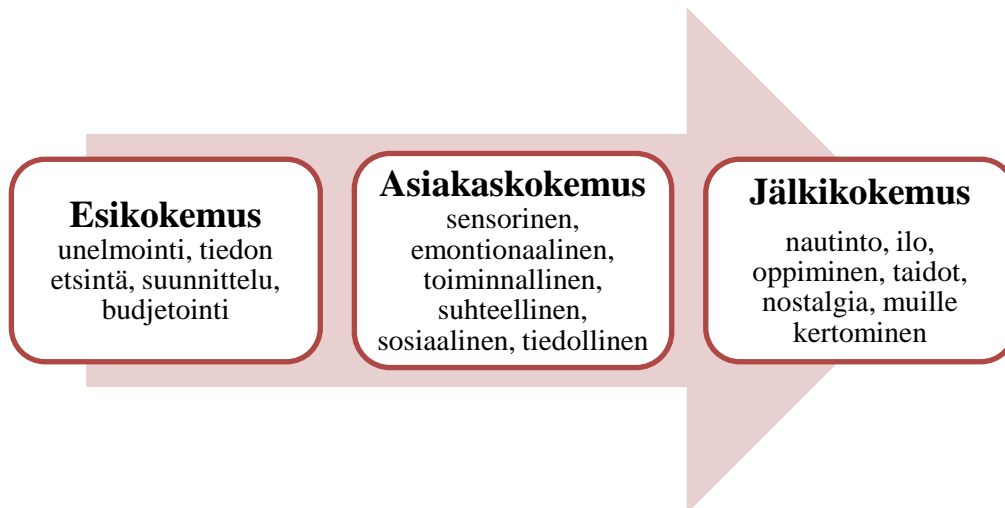 Esikokemus
unelmointi, tiedon
etsintä, suunnittelu,
budjetointi
Asiakaskokemus
sensorinen,
emontionaalinen,
toiminnallinen,
suhteellinen,
sosiaalinen, tiedollinen
Jälkikokemus
nautinto, ilo,
oppiminen, taidot,
nostalgia, muille
kertominen